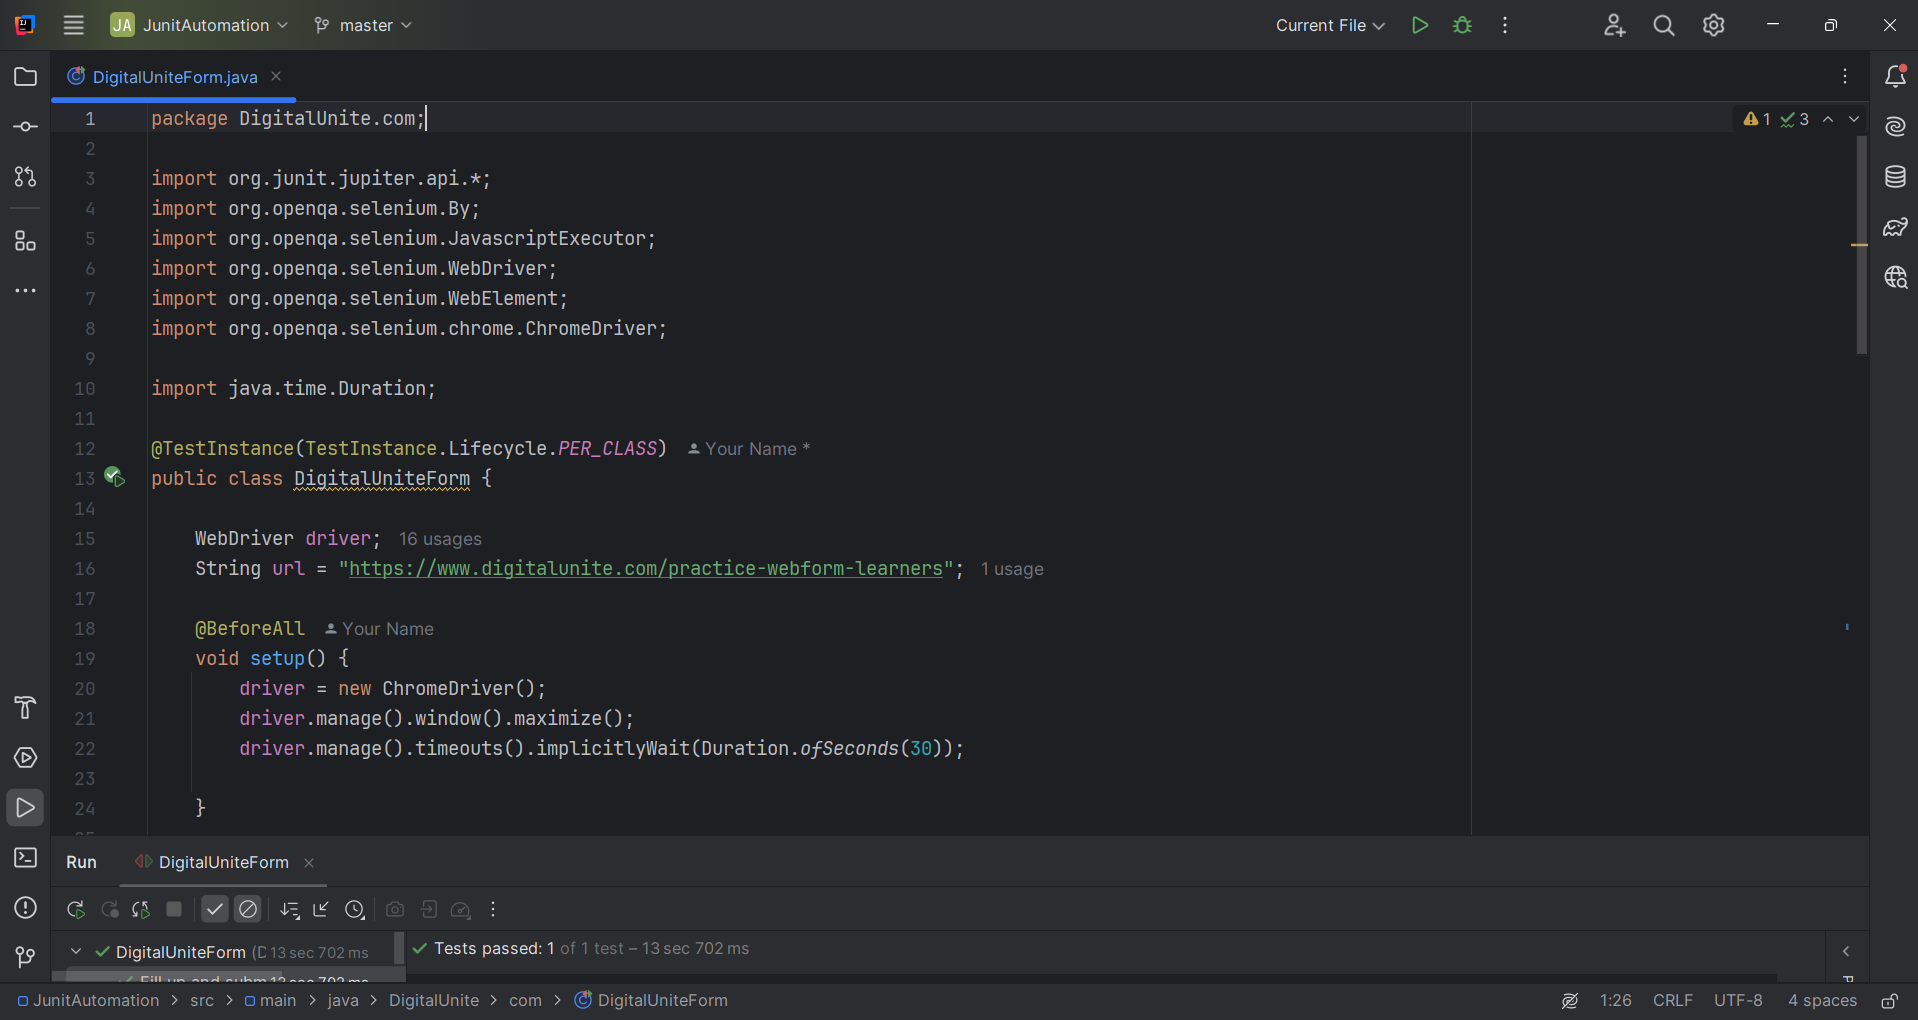 JA JunitAutomation master Current File
DigitalUniteForm.java
1 package DigitalUnite.com; 1 3
2
3 import org.junit.jupiter.api.*;
4 import org.openqa.selenium.By;
5 import org.openqa.selenium.JavascriptExecutor;
6 import org.openqa.selenium.WebDriver;
7 import org.openqa.selenium.WebElement;
8 import org.openqa.selenium.chrome.ChromeDriver;
9
10 import java.time.Duration;
11
12 @TestInstance(TestInstance.Lifecycle.PER_CLASS) Your Name *
13 public class DigitalUniteForm {
14
15 WebDriver driver; 16 usages
16 String url = "https://www.digitalunite.com/practice-webform-learners"; 1 usage
17
18 @BeforeAll Your Name
19 void setup() {
20 driver = new ChromeDriver();
21 driver.manage().window().maximize();
22 driver.manage().timeouts().implicitlyWait(Duration.ofSeconds(30));
23
24 }
Run DigitalUniteForm
DigitalUniteForm (D 13 sec 702 ms Tests passed: 1 of 1 test – 13 sec 702 ms
Fill up and subm 13 sec 702 ms
JunitAutomation > src > main > java > DigitalUnite > com > DigitalUniteForm 1:26 CRLF UTF-8 4 spaces